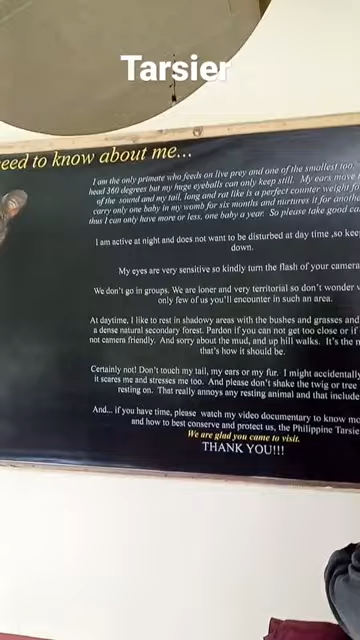 Tarsier
need to know about me...
I am the only primate who feeds on live prey and one of the smallest too.
head 360 degrees but my huge eyeballs can only keep still. My ears move
of the sound and my tail, long and rat like is a perfect counter weight
carry only one baby in my womb for six months and nurtures it for
thus I can only have more or less, one baby a year. So please take good
I am active at night and does not want to be disturbed at day time ,so
down.
My eyes are very sensitive so kindly turn the flash of your camera
We don't go in groups. We are loner and very territorial so don't wonder
only few of us you'll encounter in such an area.
At daytime, I like to rest in shadowy areas with the bushes and grasses and
a dense natural secondary forest. Pardon if you can not get too close or if
not camera friendly. And sorry about the mud, and up hill walks. It's the
that's how it should be.
Certainly not! Don't touch my tail, my ears or my fur. I might
it scares me and stresses me too. And please don't shake the twig or tree
resting on. That really annoys any resting animal and that
And... if you have time, please watch my video documentary to know
and how to best conserve and protect us, the Philippine
We are glad you came to visit.
THANK YOU!!!